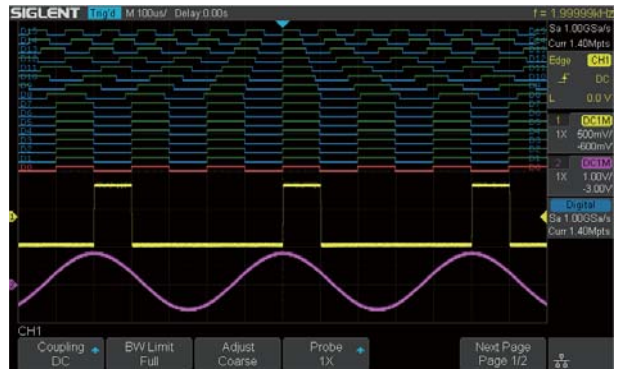 SIGLENT Trig'd M 100us/ Delay:0.00s f = 1.99999kHz
Sa 1.00GSa/s
Curr 1.40Mpts
Edge CH1
DC
L 0.0 V
1 DC1M
1X 500mV/
-600mV
2 DC1M
1X 1.00V/
-3.00V
Digital
Sa 1.00GSa/s
Curr 1.40Mpts
CH1
Coupling
DC
BW Limit
Full
Adjust
Coarse
Probe
1X
Next Page
Page 1/2